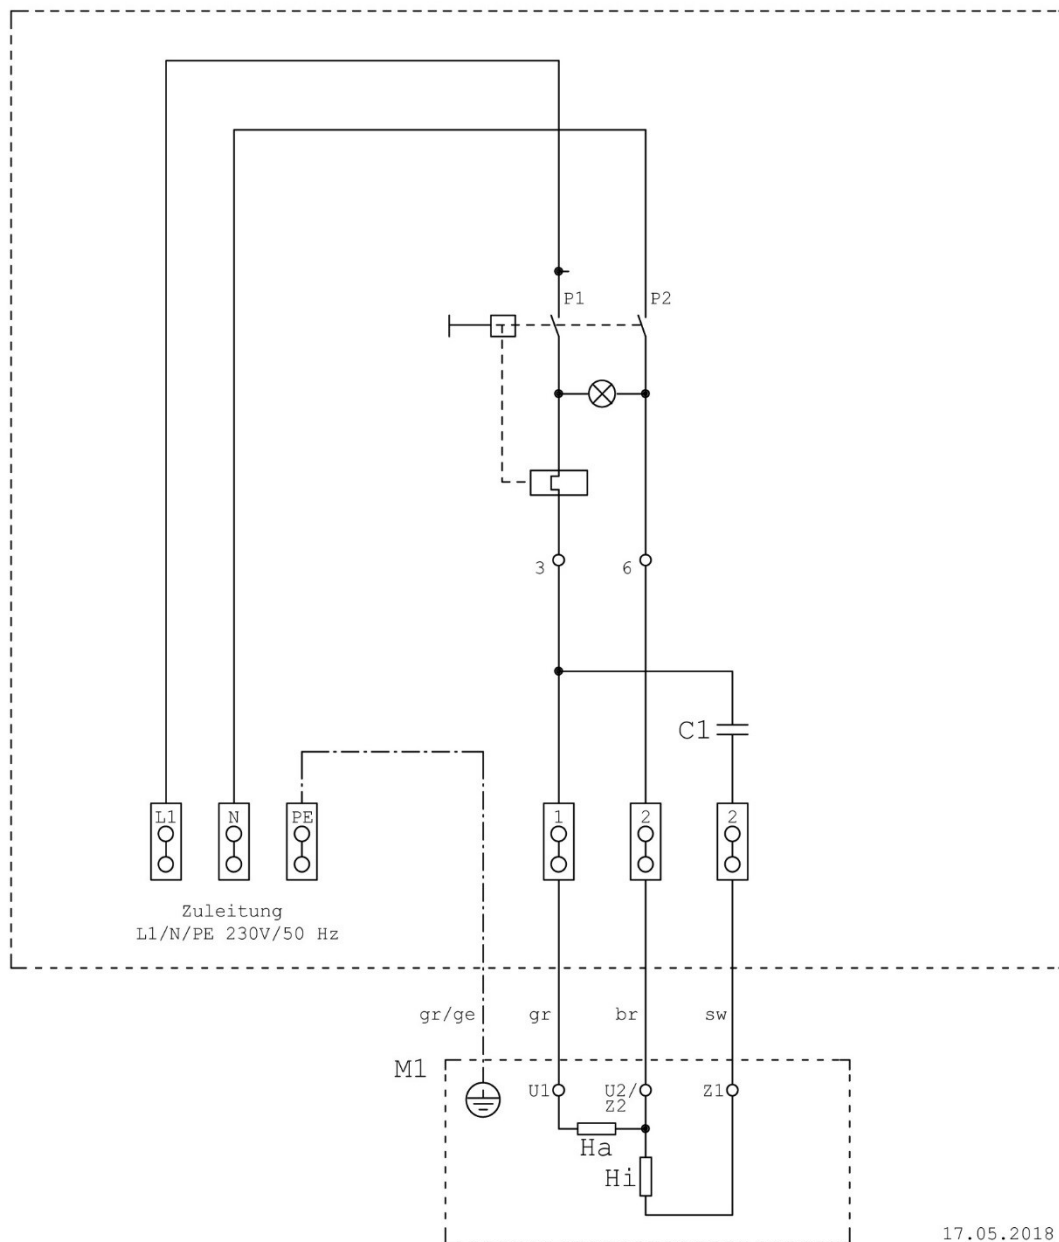 P1
P2
3
6
C1
L1
N
PE
1
2
2
Zuleitung
L1/N/PE 230V/50 Hz
gr/ge
gr
br
sw
M1
U1
U2/
Z2
Z1
Ha
Hi
17.05.2018